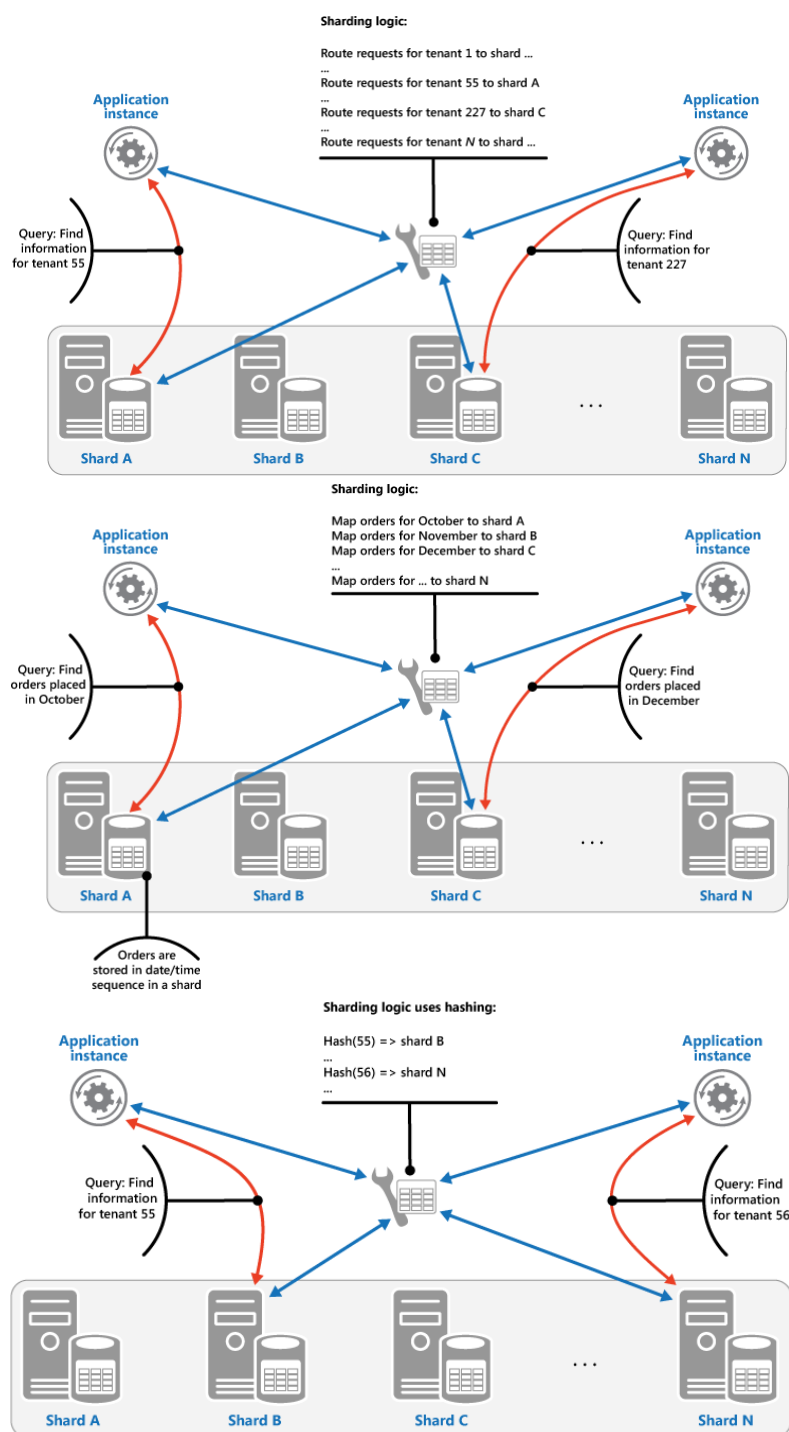 Sharding logic:
Route requests for tenant 1 to shard ...
...
Route requests for tenant 55 to shard A
...
Route requests for tenant 227 to shard C
...
Route requests for tenant N to shard ...
Application
instance
Application
instance
Query: Find
information
for tenant 55
Query: Find
information for
tenant 227
...
Shard A
Shard B
Shard C
Shard N
Sharding logic:
Map orders for October to shard A
Map orders for November to shard B
Map orders for December to shard C
...
Map orders for ... to shard N
Application
instance
Application
instance
Query: Find
orders placed
in October
Query: Find
orders placed
in December
...
Shard A
Shard B
Shard C
Shard N
Orders are
stored in date/time
sequence in a shard
Sharding logic uses hashing:
Hash(55) => shard B
...
Hash(56) => shard N
...
Application
instance
Application
instance
Query: Find
information
for tenant 55
Query: Find
information
for tenant 56
...
Shard A
Shard B
Shard C
Shard N